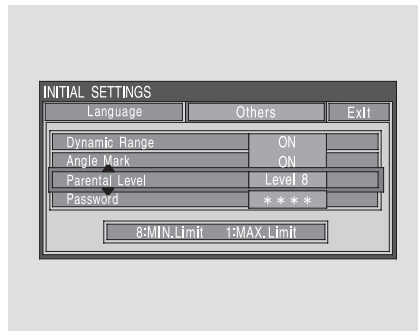 INITIAL SETTINGS
Language Others ExIt
Dynamic Range ON
Angle Mark ON
Parental Level Level 8
Password ****
8:MIN.Limit 1:MAX.Limit